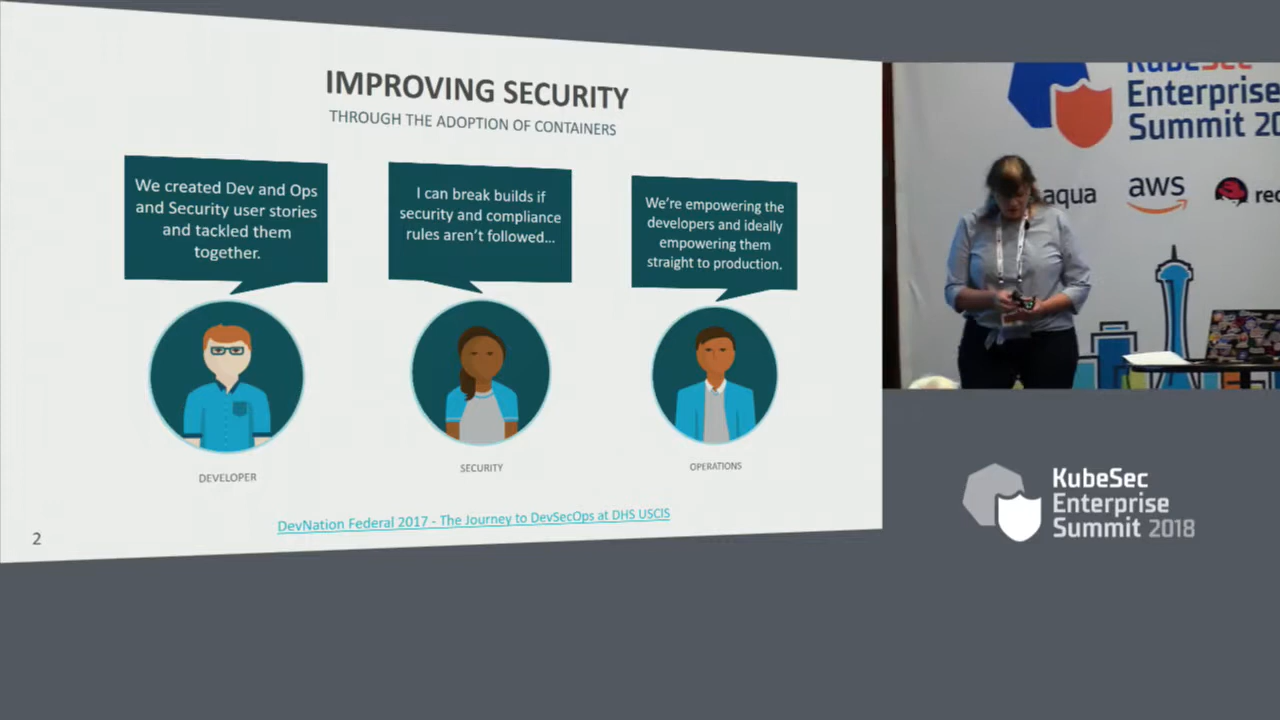 IMPROVING SECURITY
THROUGH THE ADOPTION OF CONTAINERS
We created Dev and Ops
and Security user stories
and tackled them
together.
I can break builds if
security and compliance
rules aren't followed...
We're empowering the
developers and ideally
empowering them
straight to production.
DEVELOPER
SECURITY
OPERATIONS
DevNation Federal 2017 - The Journey to DevSecOps at DHS USCIS
2
KubeSec
Enterprise
Summit 20
aqua
aws
red
KubeSec
Enterprise
Summit 2018